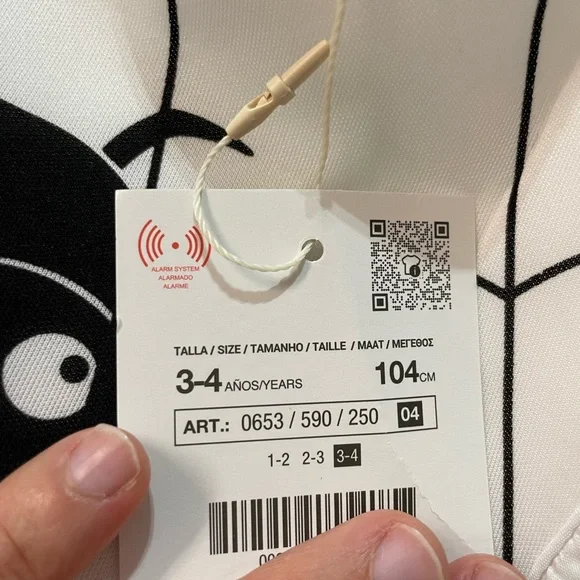 ALARM SYSTEM
ALARMADO
ALARME
TALLA / SIZE / TAMANHO / TAILLE / MAAT / ΜΕΓΕΘΟΣ
3-4 AÑOS/YEARS 104CM
ART.: 0653 / 590 / 250 04
1-2 2-3 3-4